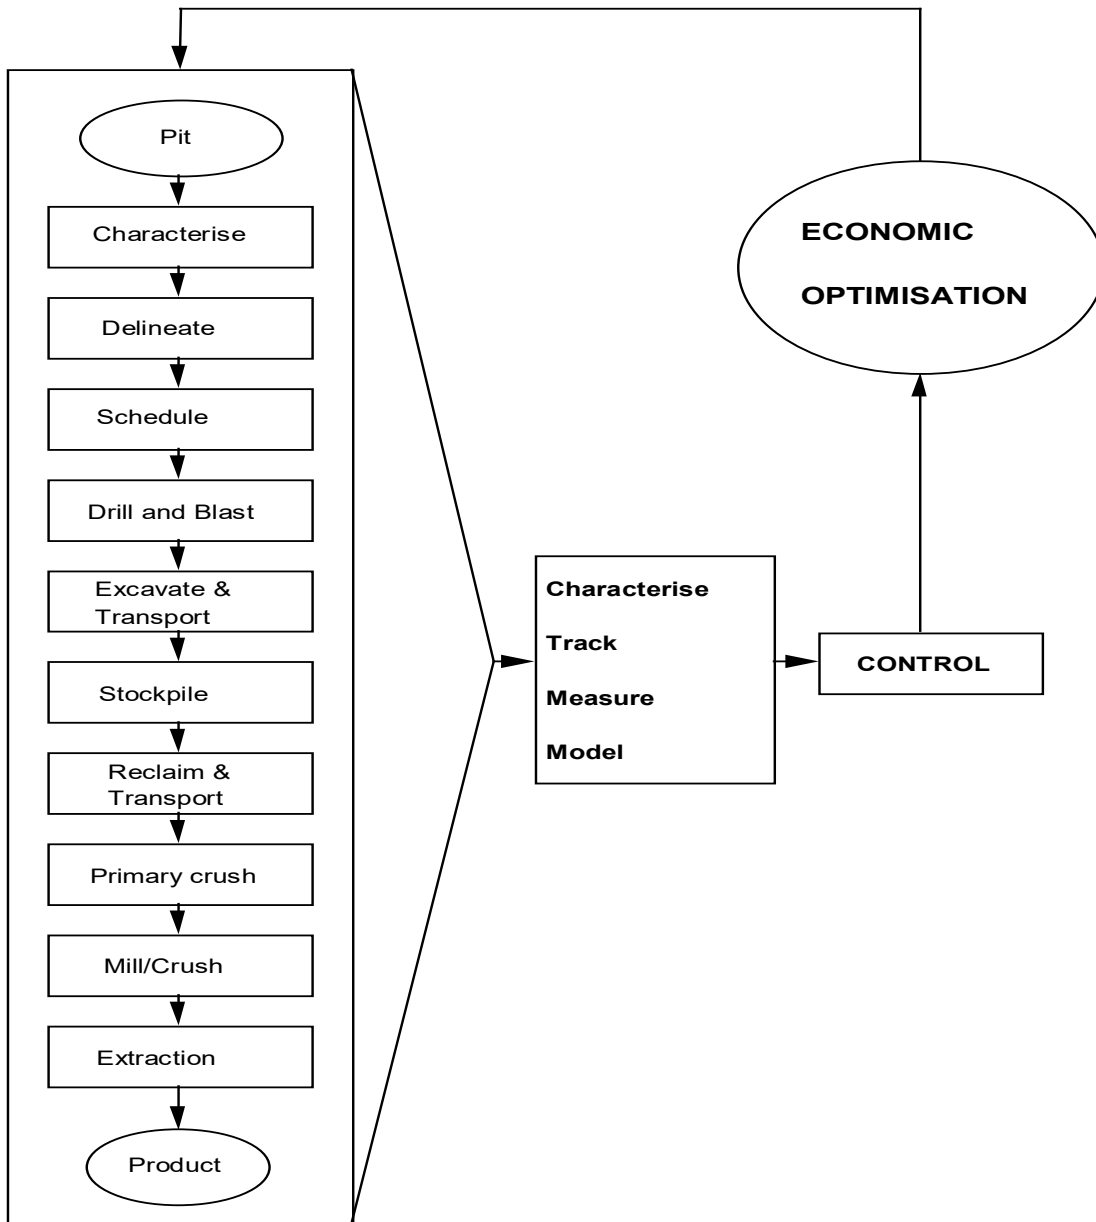 Pit
Characterise
Delineate
Schedule
Drill and Blast
Excavate &
Transport
Stockpile
Reclaim &
Transport
Primary crush
Mill/Crush
Extraction
Product
Characterise
Track
Measure
Model
CONTROL
ECONOMIC
OPTIMISATION